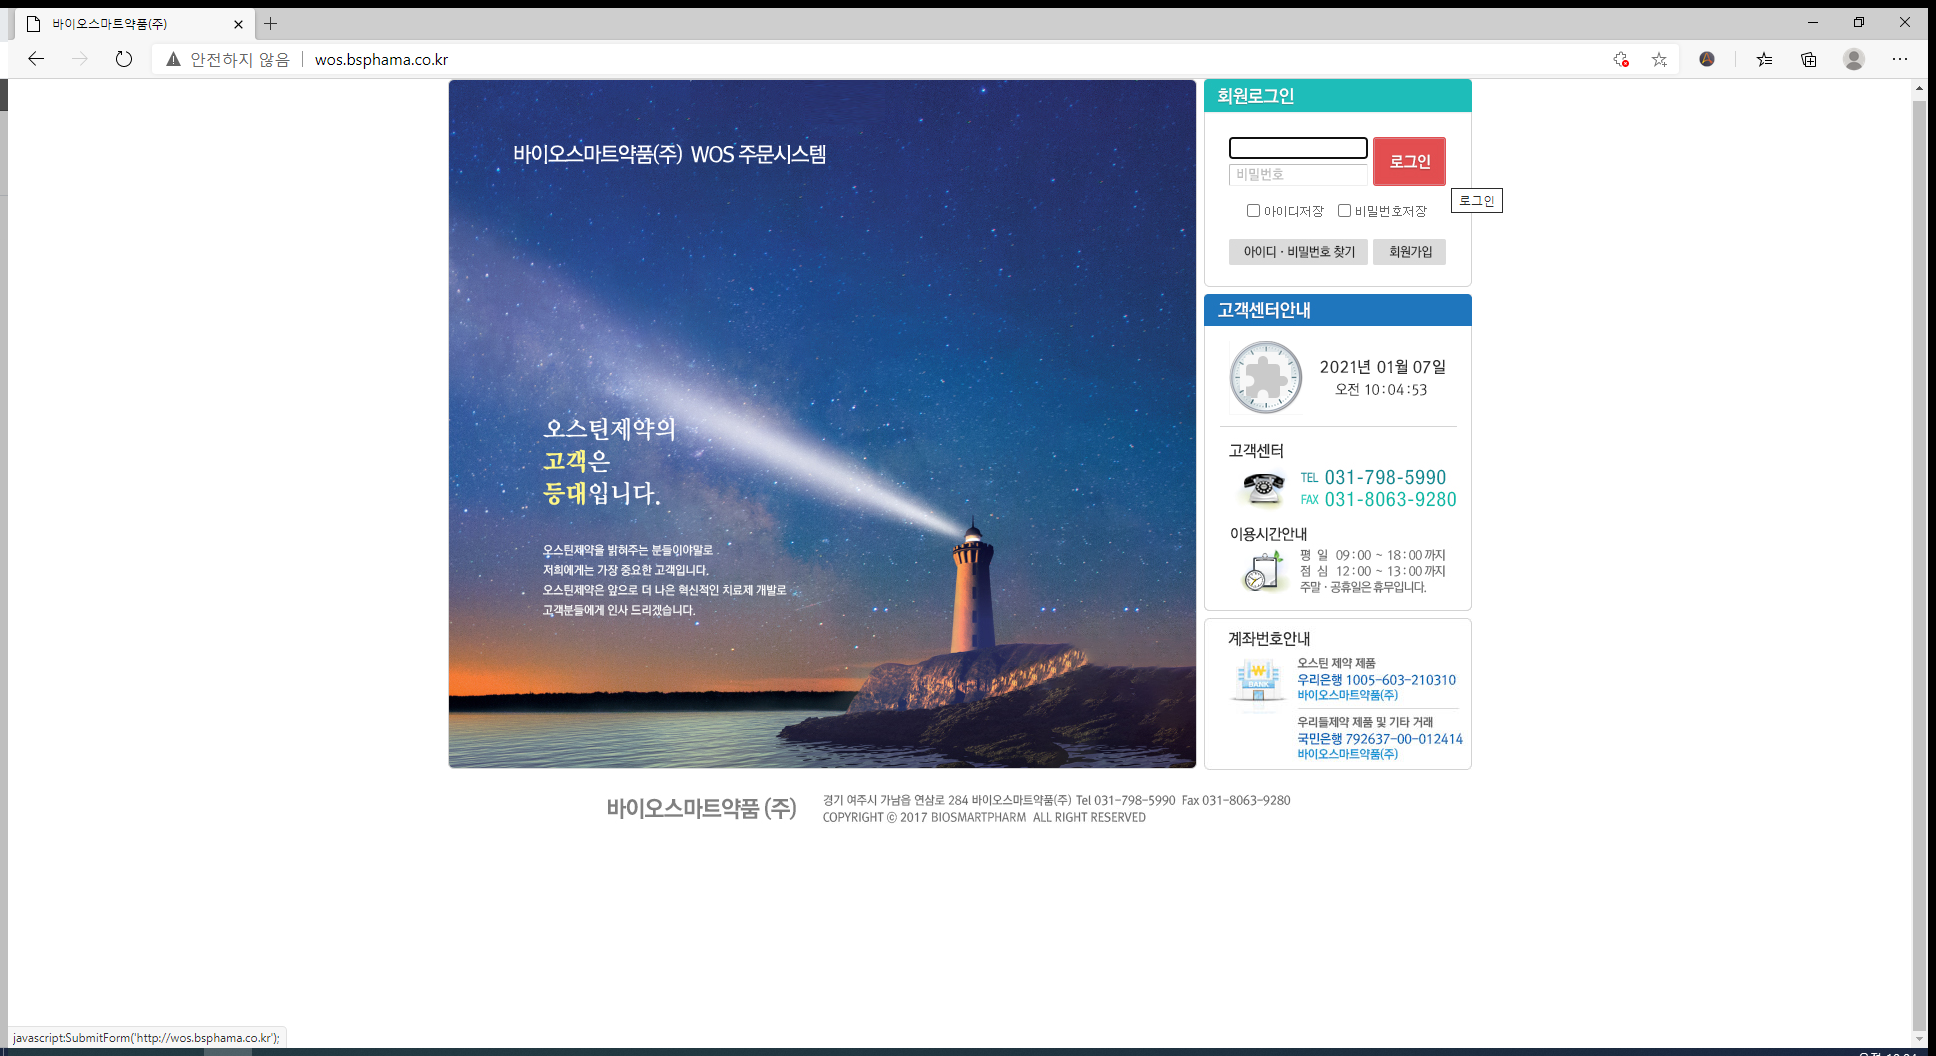 바이오스마트약품(주)
안전하지 않음
wos.bsphama.co.kr
바이오스마트약품(주) WOS 주문시스템
오스틴제약의
고객은
등대입니다.
오스틴제약을 밝혀주는 분들이야말로
저희에게는 가장 중요한 고객입니다.
오스틴제약은 앞으로 더 나은 혁신적인 치료제 개발로
고객분들에게 인사 드리겠습니다.
회원로그인
비밀번호
로그인
로그인
아이디저장 비밀번호저장
아이디 · 비밀번호 찾기 회원가입
고객센터안내
2021년 01월 07일
오전 10:04:53
고객센터
TEL 031-798-5990
FAX 031-8063-9280
이용시간안내
평 일 09:00 ~ 18:00 까지
점 심 12:00 ~ 13:00 까지
주말 · 공휴일은 휴무입니다.
계좌번호안내
BANK
오스틴 제약 제품
우리은행 1005-603-210310
바이오스마트약품(주)
우리들제약 제품 및 기타 거래
국민은행 792637-00-012414
바이오스마트약품(주)
바이오스마트약품 (주)
경기 여주시 가남읍 연삼로 284 바이오스마트약품(주) Tel 031-798-5990 Fax 031-8063-9280
COPYRIGHT © 2017 BIOSMARTPHARM ALL RIGHT RESERVED
javascript:SubmitForm('http://wos.bsphama.co.kr');